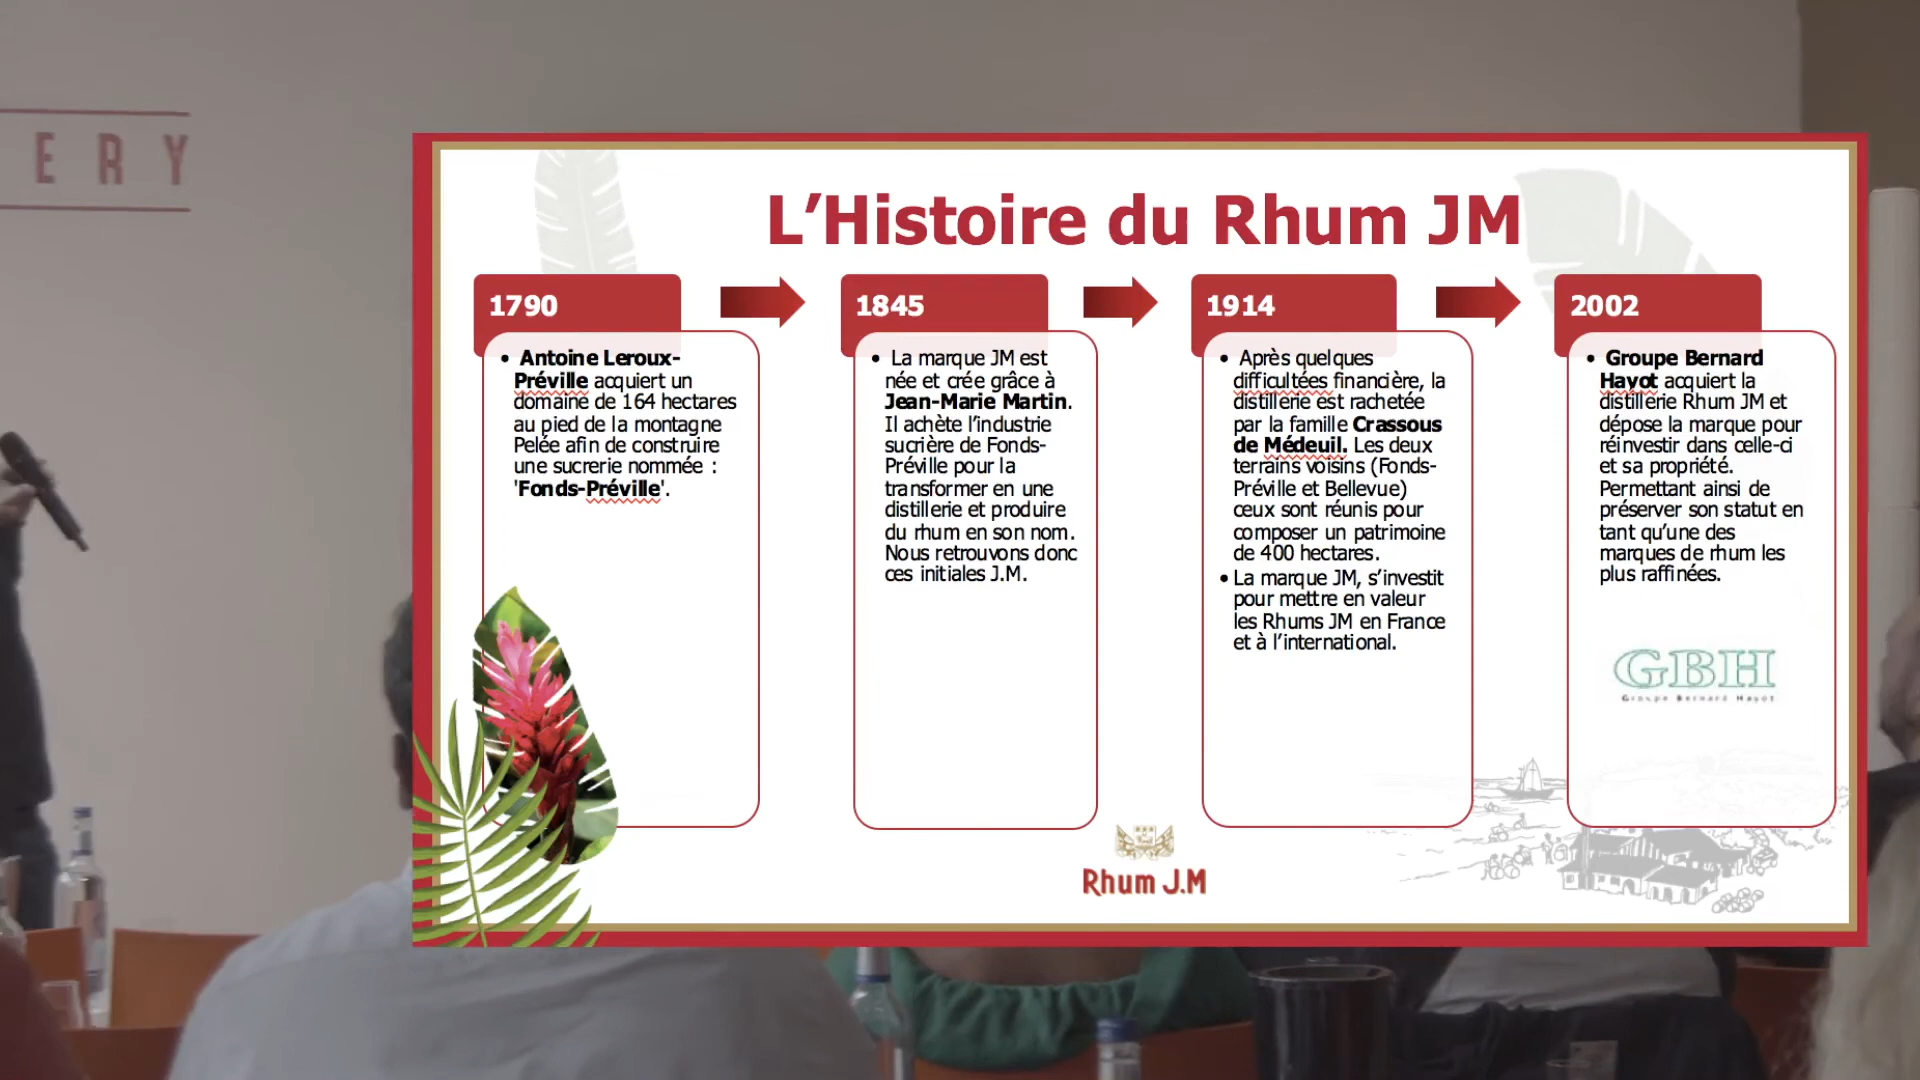 ERY
L’Histoire du Rhum JM
1790
• Antoine Leroux-
Préville acquiert un
domaine de 164 hectares
au pied de la montagne
Pelée afin de construire
une sucrerie nommée :
'Fonds-Préville'.
1845
• La marque JM est
née et crée grâce à
Jean-Marie Martin.
Il achète l’industrie
sucrière de Fonds-
Préville pour la
transformer en une
distillerie et produire
du rhum en son nom.
Nous retrouvons donc
ces initiales J.M.
1914
• Après quelques
difficultées financière, la
distillerie est rachetée
par la famille Crassous
de Médeuil. Les deux
terrains voisins (Fonds-
Préville et Bellevue)
ceux sont réunis pour
composer un patrimoine
de 400 hectares.
• La marque JM, s’investit
pour mettre en valeur
les Rhums JM en France
et à l’international.
2002
• Groupe Bernard
Hayot acquiert la
distillerie Rhum JM et
dépose la marque pour
réinvestir dans celle-ci
et sa propriété.
Permettant ainsi de
préserver son statut en
tant qu’une des
marques de rhum les
plus raffinées.
GBH
Groupe Bernard Hayot
Rhum J.M